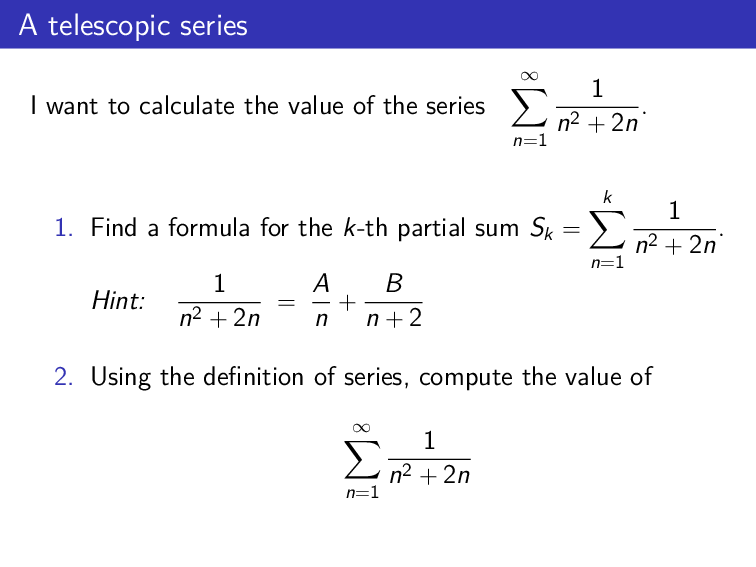 A telescopic series
I want to calculate the value of the series $\sum_{n=1}^{\infty} \frac{1}{n^2 + 2n}$.
1. Find a formula for the k-th partial sum $S_k = \sum_{n=1}^{k} \frac{1}{n^2 + 2n}$.
Hint: $\frac{1}{n^2 + 2n} = \frac{A}{n} + \frac{B}{n + 2}$
2. Using the definition of series, compute the value of
$\sum_{n=1}^{\infty} \frac{1}{n^2 + 2n}$